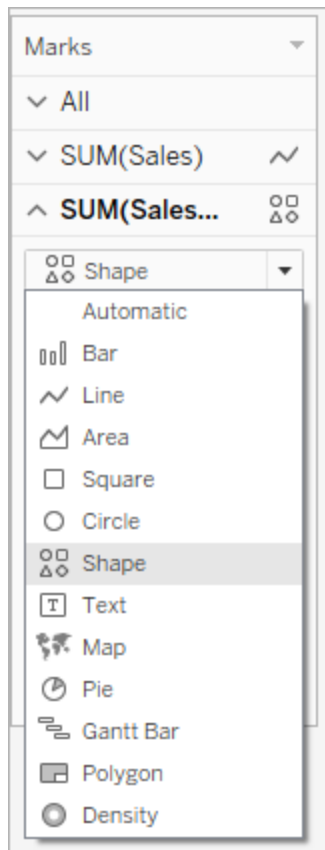 Marks
All
SUM(Sales)
SUM(Sales...
Shape
Automatic
Bar
Line
Area
Square
Circle
Shape
T Text
Map
Pie
Gantt Bar
Polygon
Density